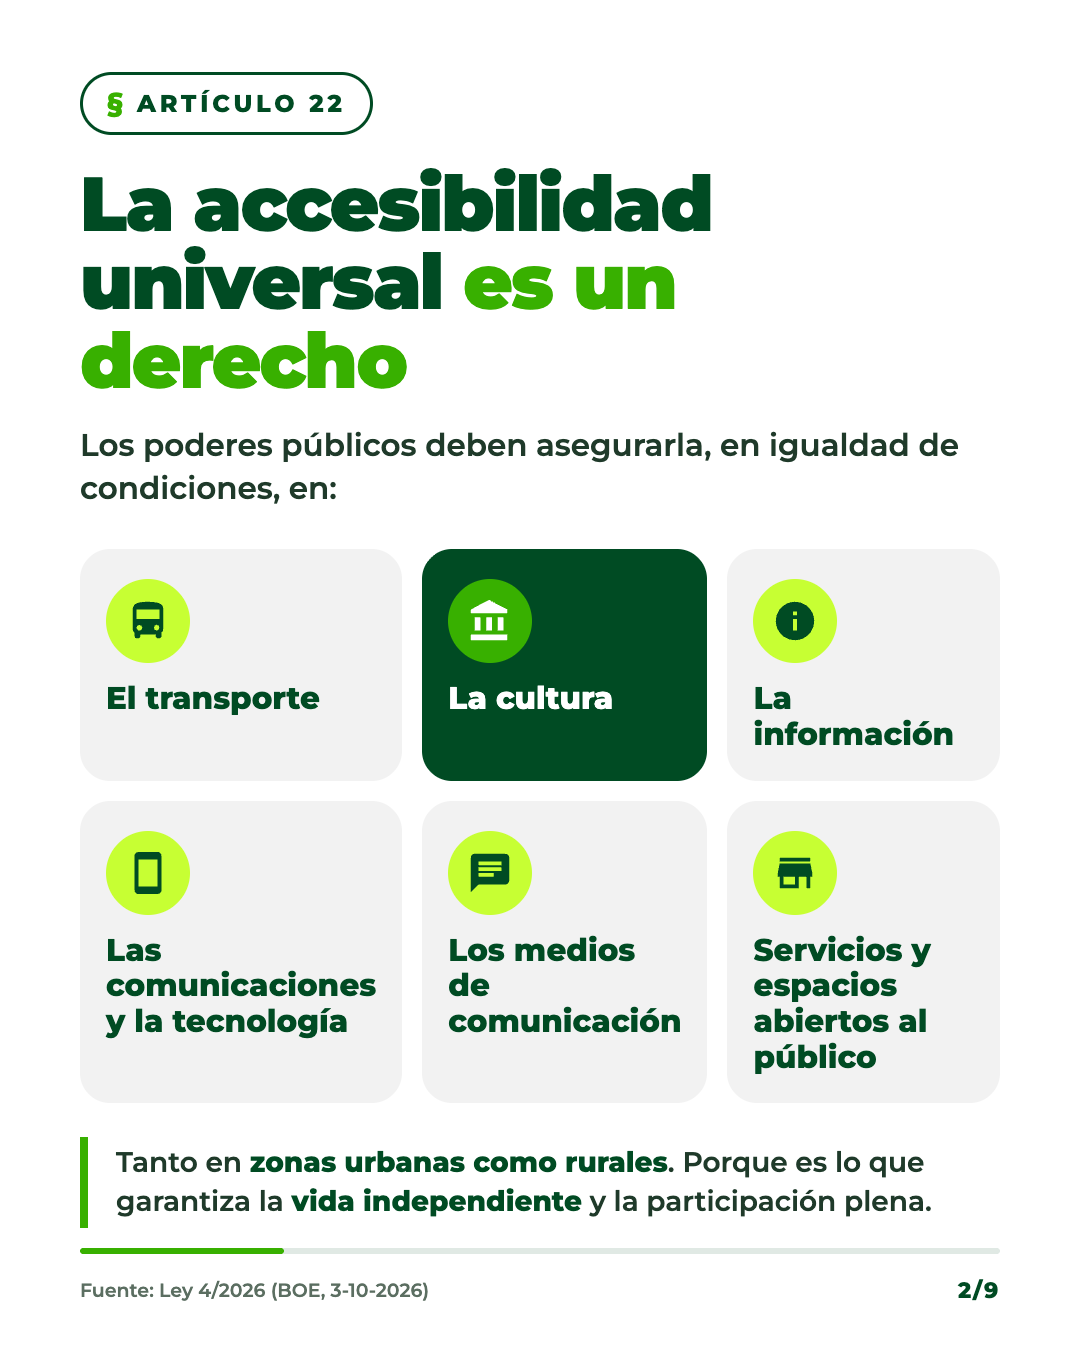 § ARTÍCULO 22
La accesibilidad
universal es un
derecho
Los poderes públicos deben asegurarla, en igualdad de
condiciones, en:
El transporte
La cultura
La
información
Las
comunicaciones
y la tecnología
Los medios
de
comunicación
Servicios y
espacios
abiertos al
público
Tanto en zonas urbanas como rurales. Porque es lo que
garantiza la vida independiente y la participación plena.
Fuente: Ley 4/2026 (BOE, 3-10-2026)
2/9